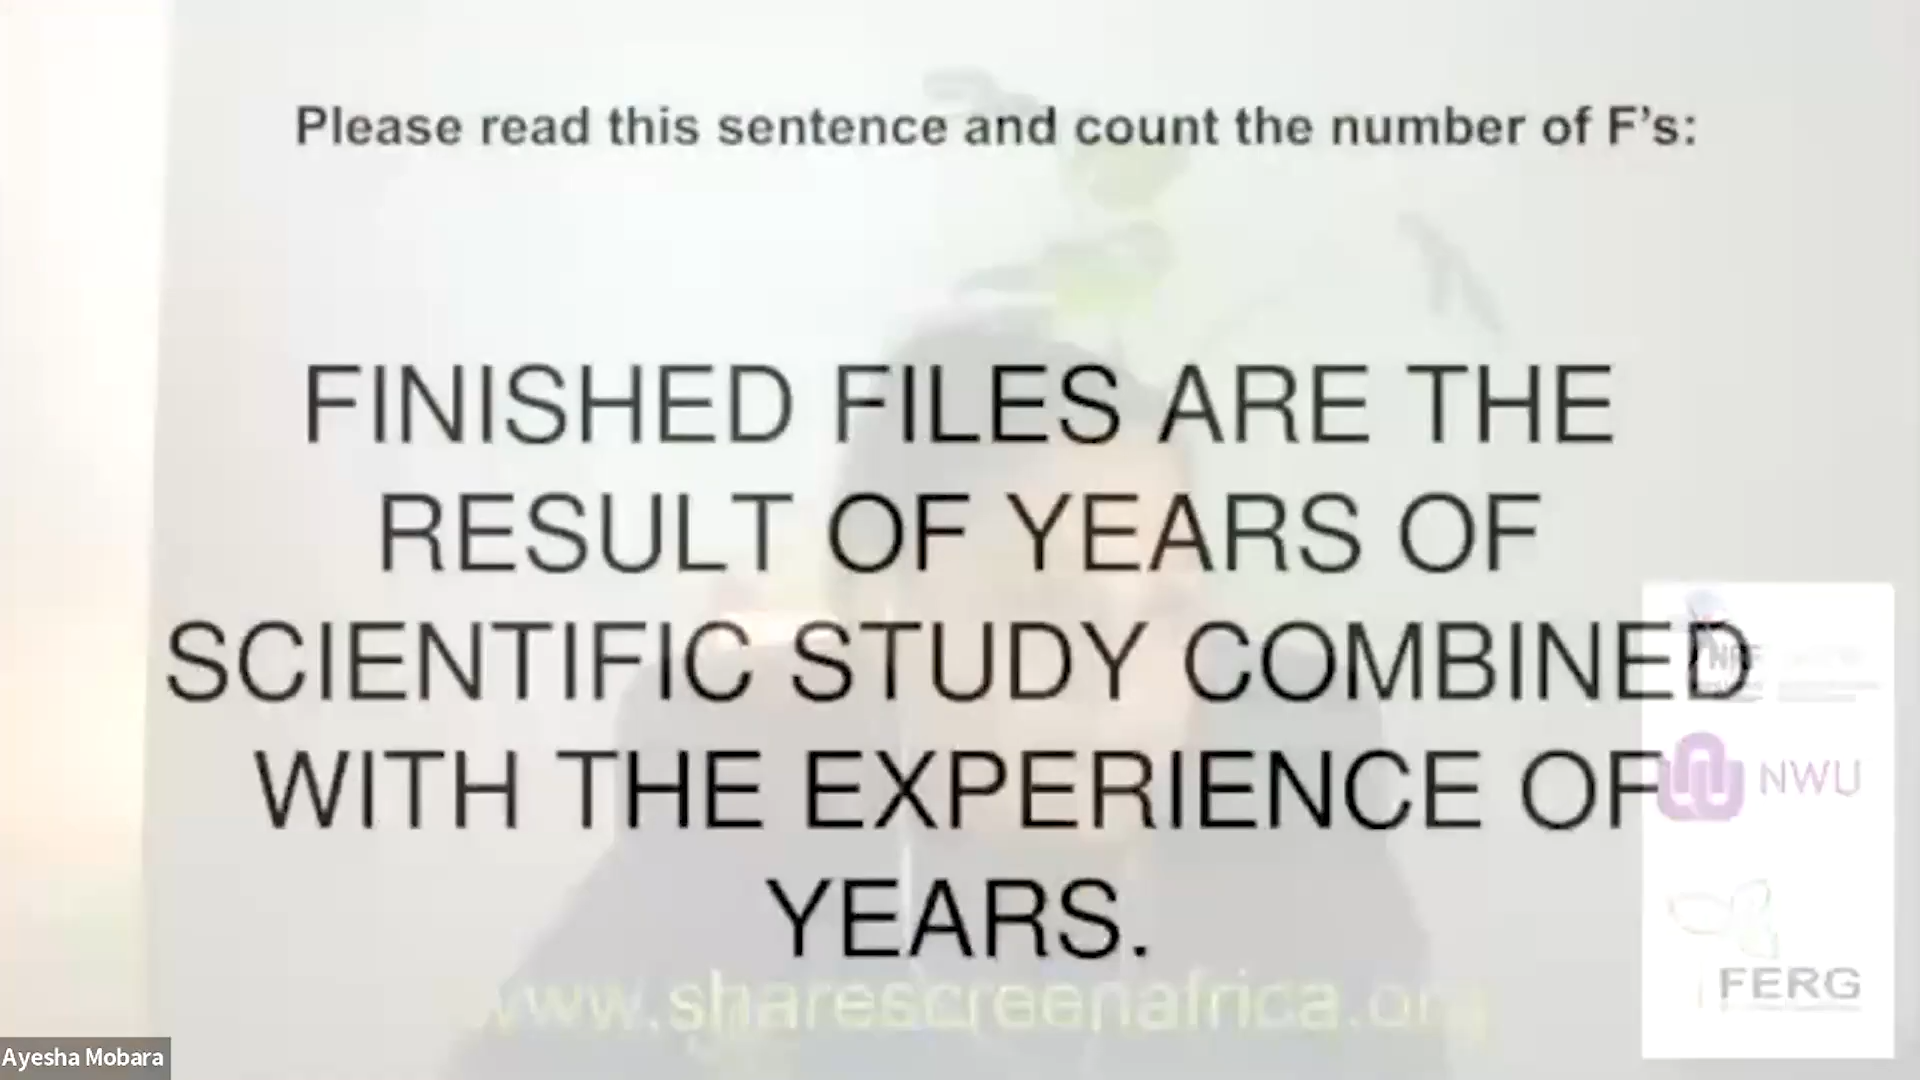 Please read this sentence and count the number of F's:
FINISHED FILES ARE THE
RESULT OF YEARS OF
SCIENTIFIC STUDY COMBINED
WITH THE EXPERIENCE OF
YEARS.
www.sharescreenafrica.org
NRF
NWU
FERG
Ayesha Mobara